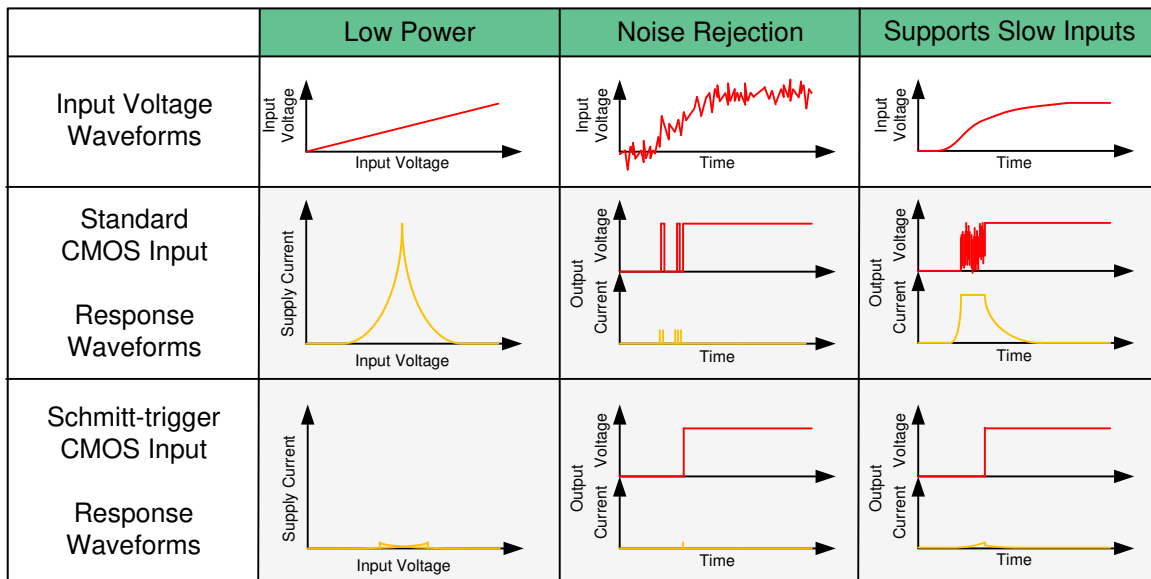 Low Power
Noise Rejection
Supports Slow Inputs
Input Voltage
Waveforms
Input
Voltage
Input Voltage
Input
Voltage
Time
Input
Voltage
Time
Standard
CMOS Input
Response
Waveforms
Supply Current
Input Voltage
Output
Voltage
Current
Time
Output
Voltage
Current
Time
Schmitt-trigger
CMOS Input
Response
Waveforms
Supply Current
Input Voltage
Output
Voltage
Current
Time
Output
Voltage
Current
Time